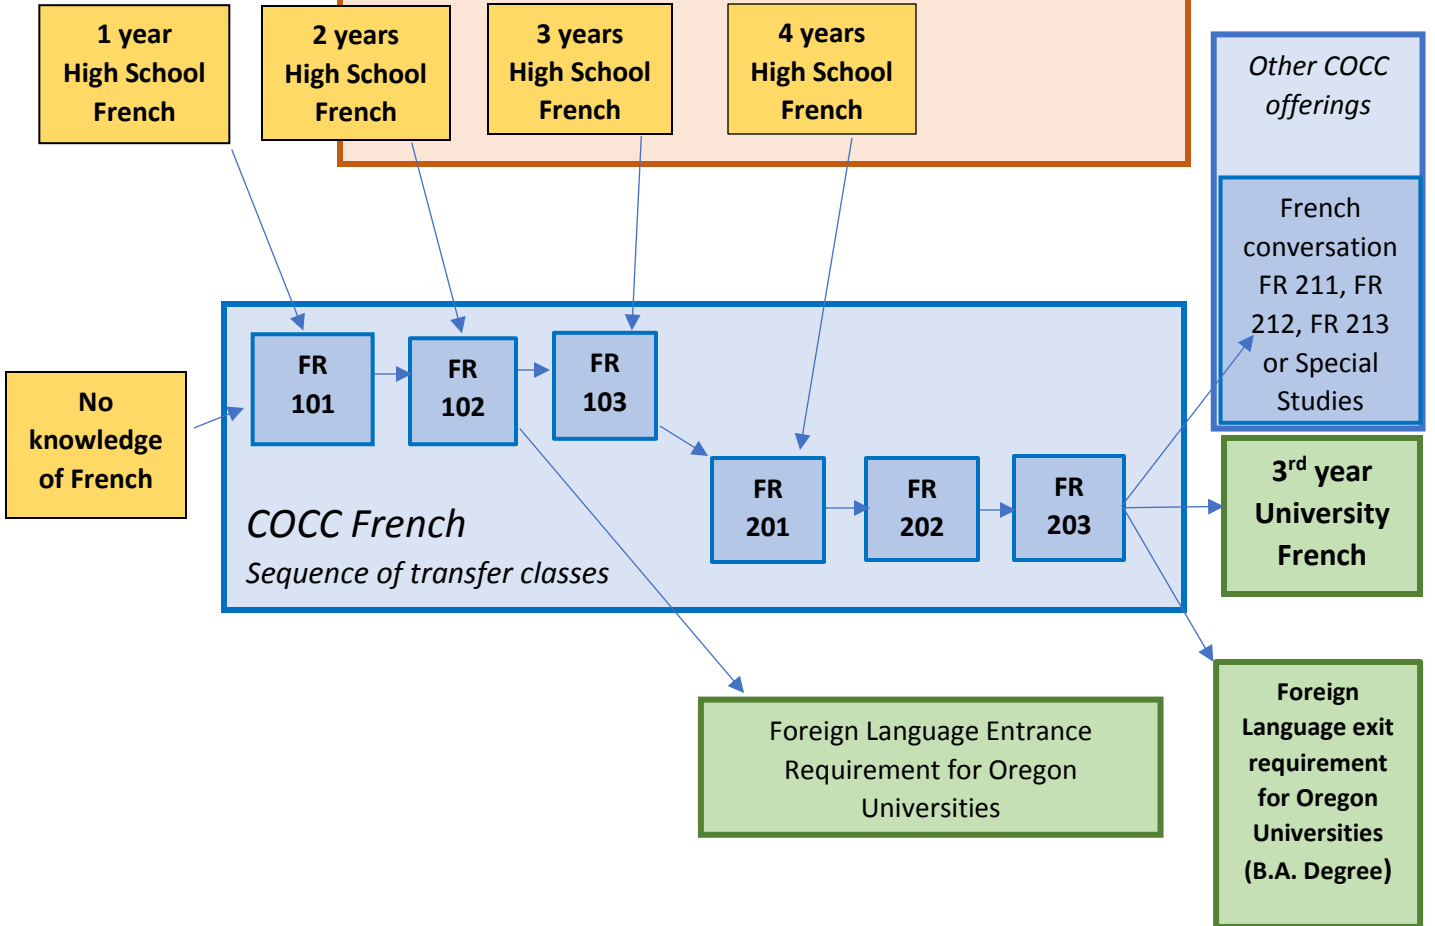 1 year
High School
French
2 years
High School
French
3 years
High School
French
4 years
High School
French
Other COCC
offerings
French
conversation
FR 211, FR
212, FR 213
or Special
Studies
No
knowledge
of French
FR
101
FR
102
FR
103
FR
201
FR
202
FR
203
COCC French
Sequence of transfer classes
3rd year
University
French
Foreign Language Entrance
Requirement for Oregon
Universities
Foreign
Language exit
requirement
for Oregon
Universities
(B.A. Degree)